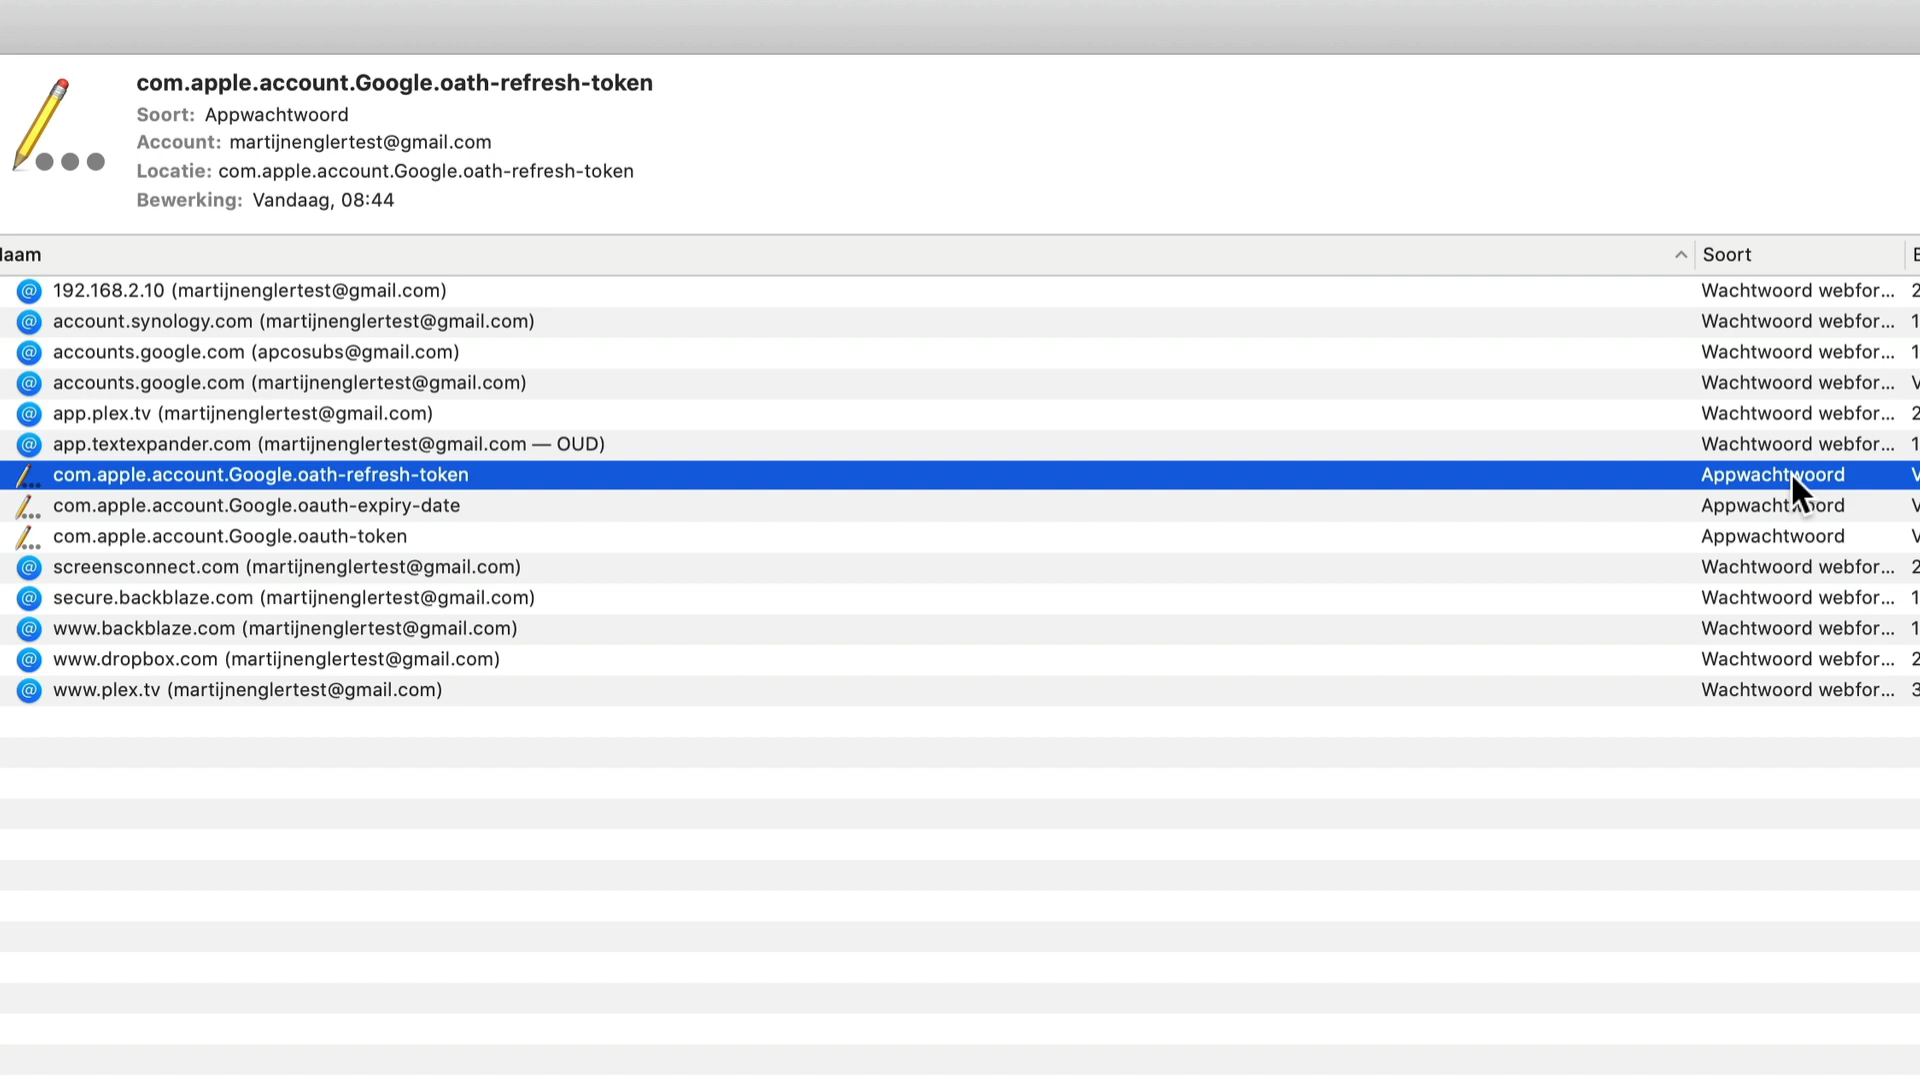 com.apple.account.Google.oath-refresh-token
Soort: Appwachtwoord
Account: martijnenglertest@gmail.com
Locatie: com.apple.account.Google.oath-refresh-token
Bewerking: Vandaag, 08:44
Naam Soort
192.168.2.10 (martijnenglertest@gmail.com) Wachtwoord webfor...
account.synology.com (martijnenglertest@gmail.com) Wachtwoord webfor...
accounts.google.com (apcosubs@gmail.com) Wachtwoord webfor...
accounts.google.com (martijnenglertest@gmail.com) Wachtwoord webfor...
app.plex.tv (martijnenglertest@gmail.com) Wachtwoord webfor...
app.textexpander.com (martijnenglertest@gmail.com — OUD) Wachtwoord webfor...
com.apple.account.Google.oath-refresh-token Appwachtwoord
com.apple.account.Google.oauth-expiry-date Appwachtwoord
com.apple.account.Google.oauth-token Appwachtwoord
screensconnect.com (martijnenglertest@gmail.com) Wachtwoord webfor...
secure.backblaze.com (martijnenglertest@gmail.com) Wachtwoord webfor...
www.backblaze.com (martijnenglertest@gmail.com) Wachtwoord webfor...
www.dropbox.com (martijnenglertest@gmail.com) Wachtwoord webfor...
www.plex.tv (martijnenglertest@gmail.com) Wachtwoord webfor...